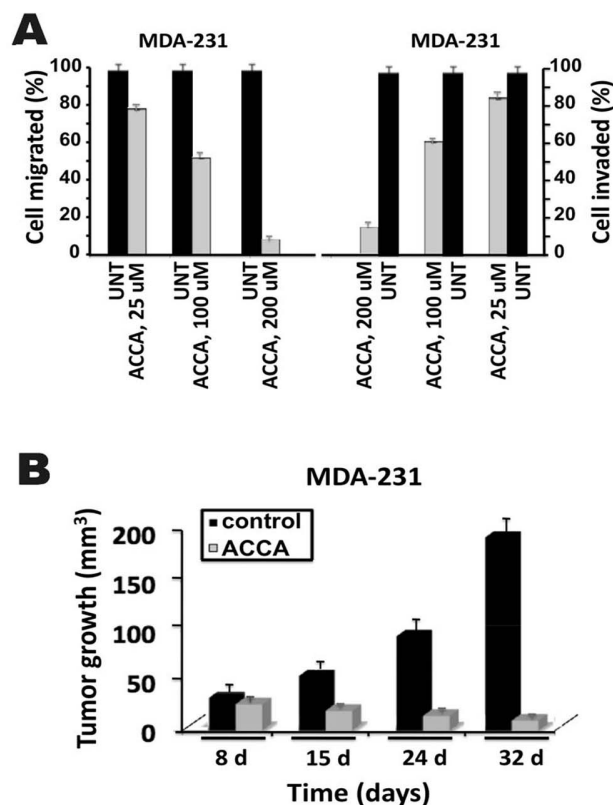 A
MDA-231
Cell migrated (%)
100
80
60
40
20
0
UNT
ACCA, 25 uM
UNT
ACCA, 100 uM
UNT
ACCA, 200 uM
MDA-231
ACCA, 200 uM
UNT
ACCA, 100 uM
UNT
ACCA, 25 uM
UNT
100
80
60
40
20
0
Cell invaded (%)
B
MDA-231
Tumor growth (mm³)
200
150
100
50
0
control
ACCA
8 d
15 d
24 d
32 d
Time (days)